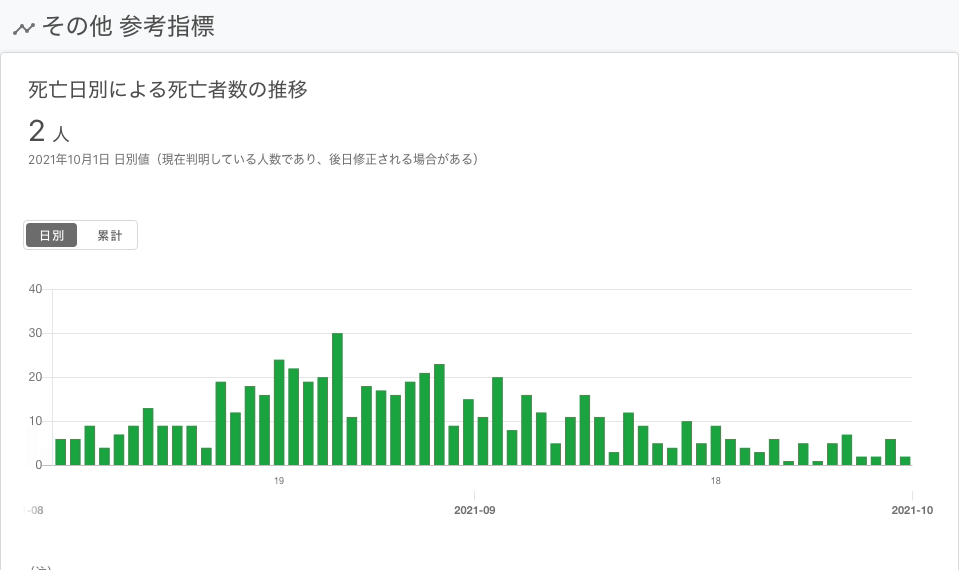 その他 参考指標
死亡日別による死亡者数の推移
2 人
2021年10月1日 日別値（現在判明している人数であり、後日修正される場合がある）
日別 累計
40
30
20
10
0
19 18
-08 2021-09 2021-10